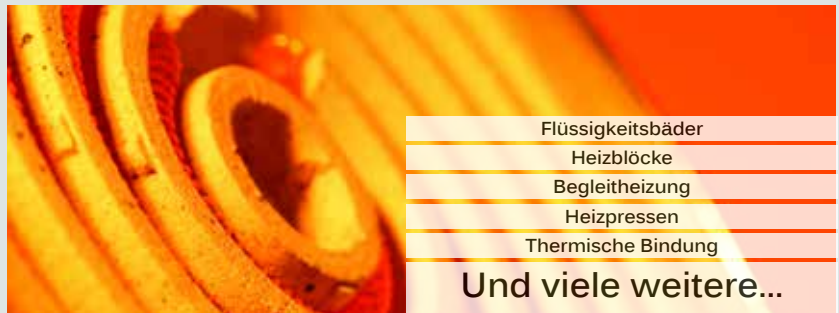 Flüssigkeitsbäder
Heizblöcke
Begleitheizung
Heizpressen
Thermische Bindung
Und viele weitere...